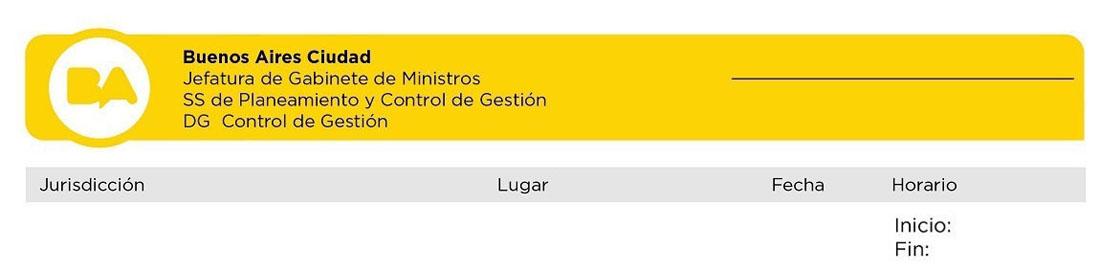 BA
Buenos Aires Ciudad
Jefatura de Gabinete de Ministros
SS de Planeamiento y Control de Gestión
DG Control de Gestión
Jurisdicción Lugar Fecha Horario
Inicio:
Fin: